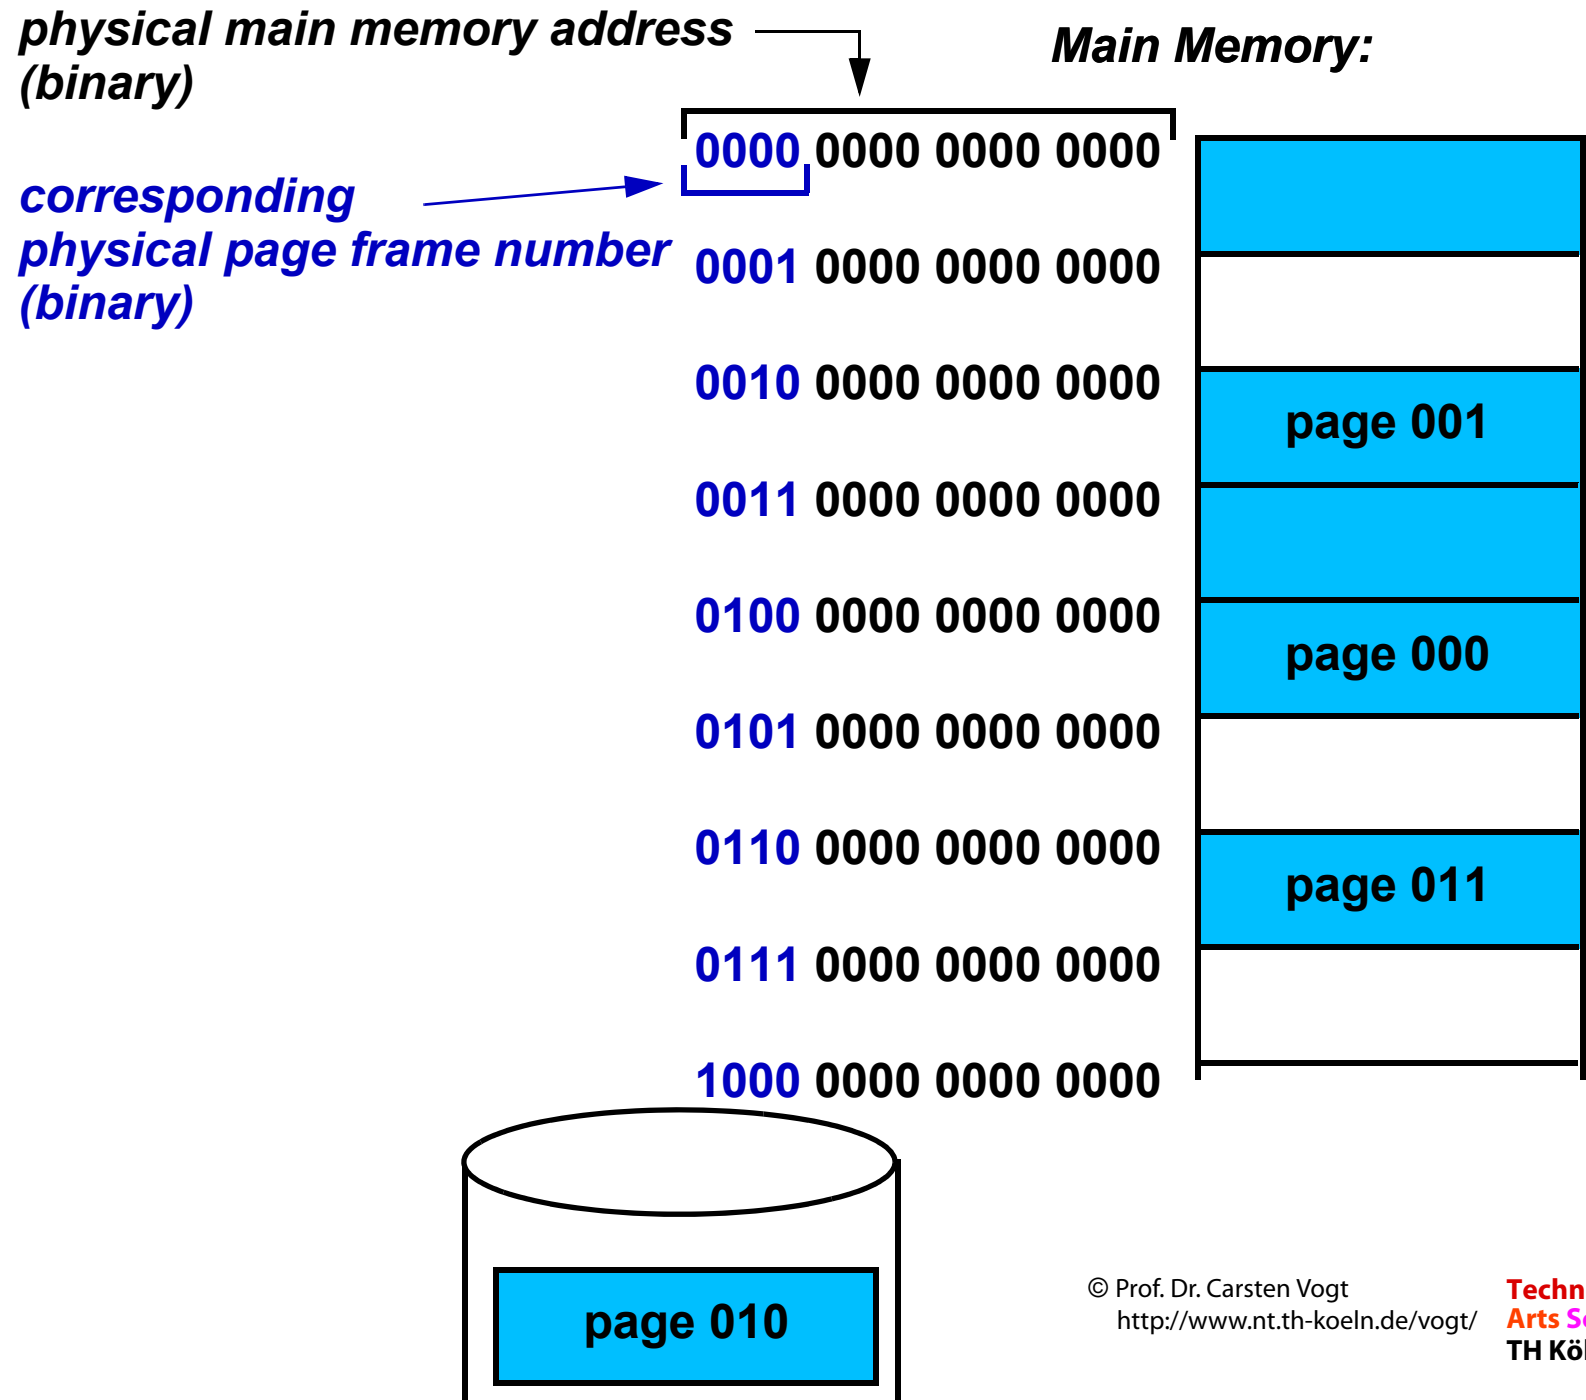 physical main memory address
(binary)
Main Memory:
0000 0000 0000 0000
corresponding
physical page frame number
(binary)
0001 0000 0000 0000
0010 0000 0000 0000
page 001
0011 0000 0000 0000
0100 0000 0000 0000
page 000
0101 0000 0000 0000
0110 0000 0000 0000
page 011
0111 0000 0000 0000
1000 0000 0000 0000
page 010
© Prof. Dr. Carsten Vogt
http://www.nt.th-koeln.de/vogt/
Arts
TH